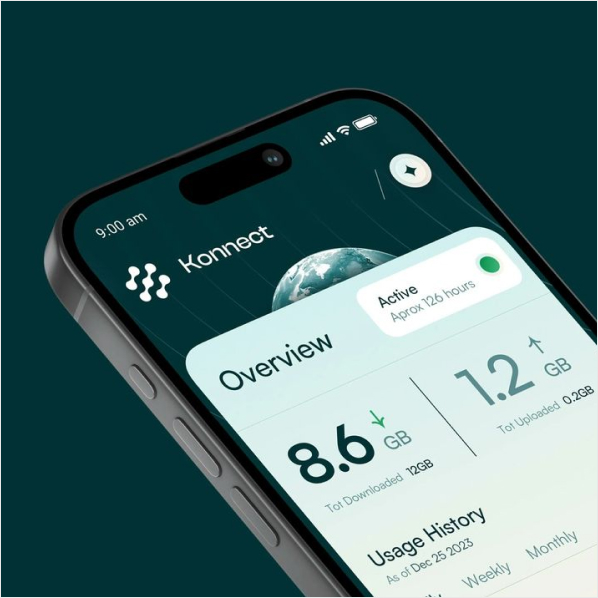 9:00 am
Konnect
Active
Aprox 126 hours
Overview
8.6 GB
Tot Downloaded 12GB
1.2 GB
Tot Uploaded 0.2GB
Usage History
As of Dec 25 2023
Weekly
Monthly